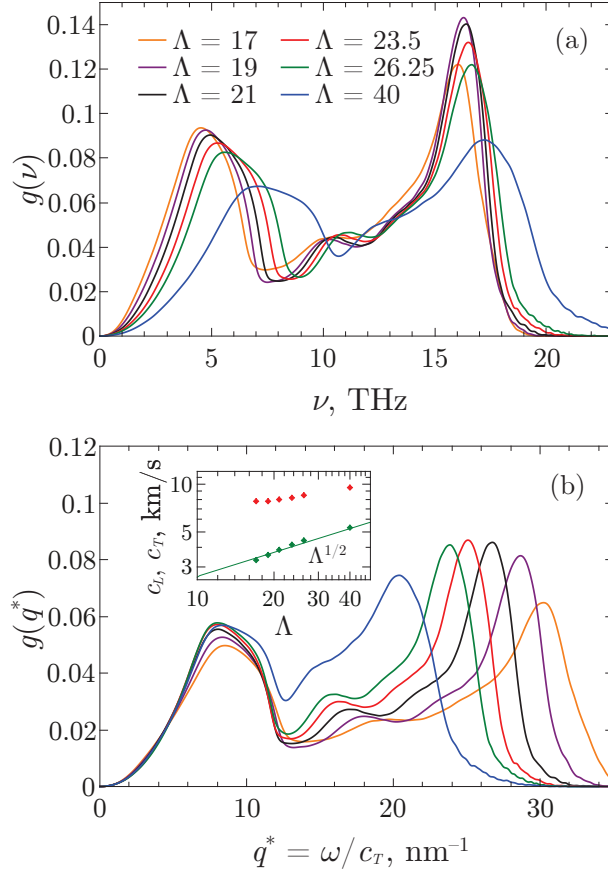 0.14
0.12
0.1
0.08
0.06
0.04
0.02
0
g(ν)
Λ = 17
Λ = 19
Λ = 21
Λ = 23.5
Λ = 26.25
Λ = 40
(a)
0 5 10 15 20
ν, THz
0.12
0.1
0.08
0.06
0.04
0.02
0
g(q*)
(b)
c_L, c_T, km/s
10
5
3
Λ^{1/2}
10 20 30 40
Λ
0 10 20 30
q* = ω/c_T, nm⁻¹